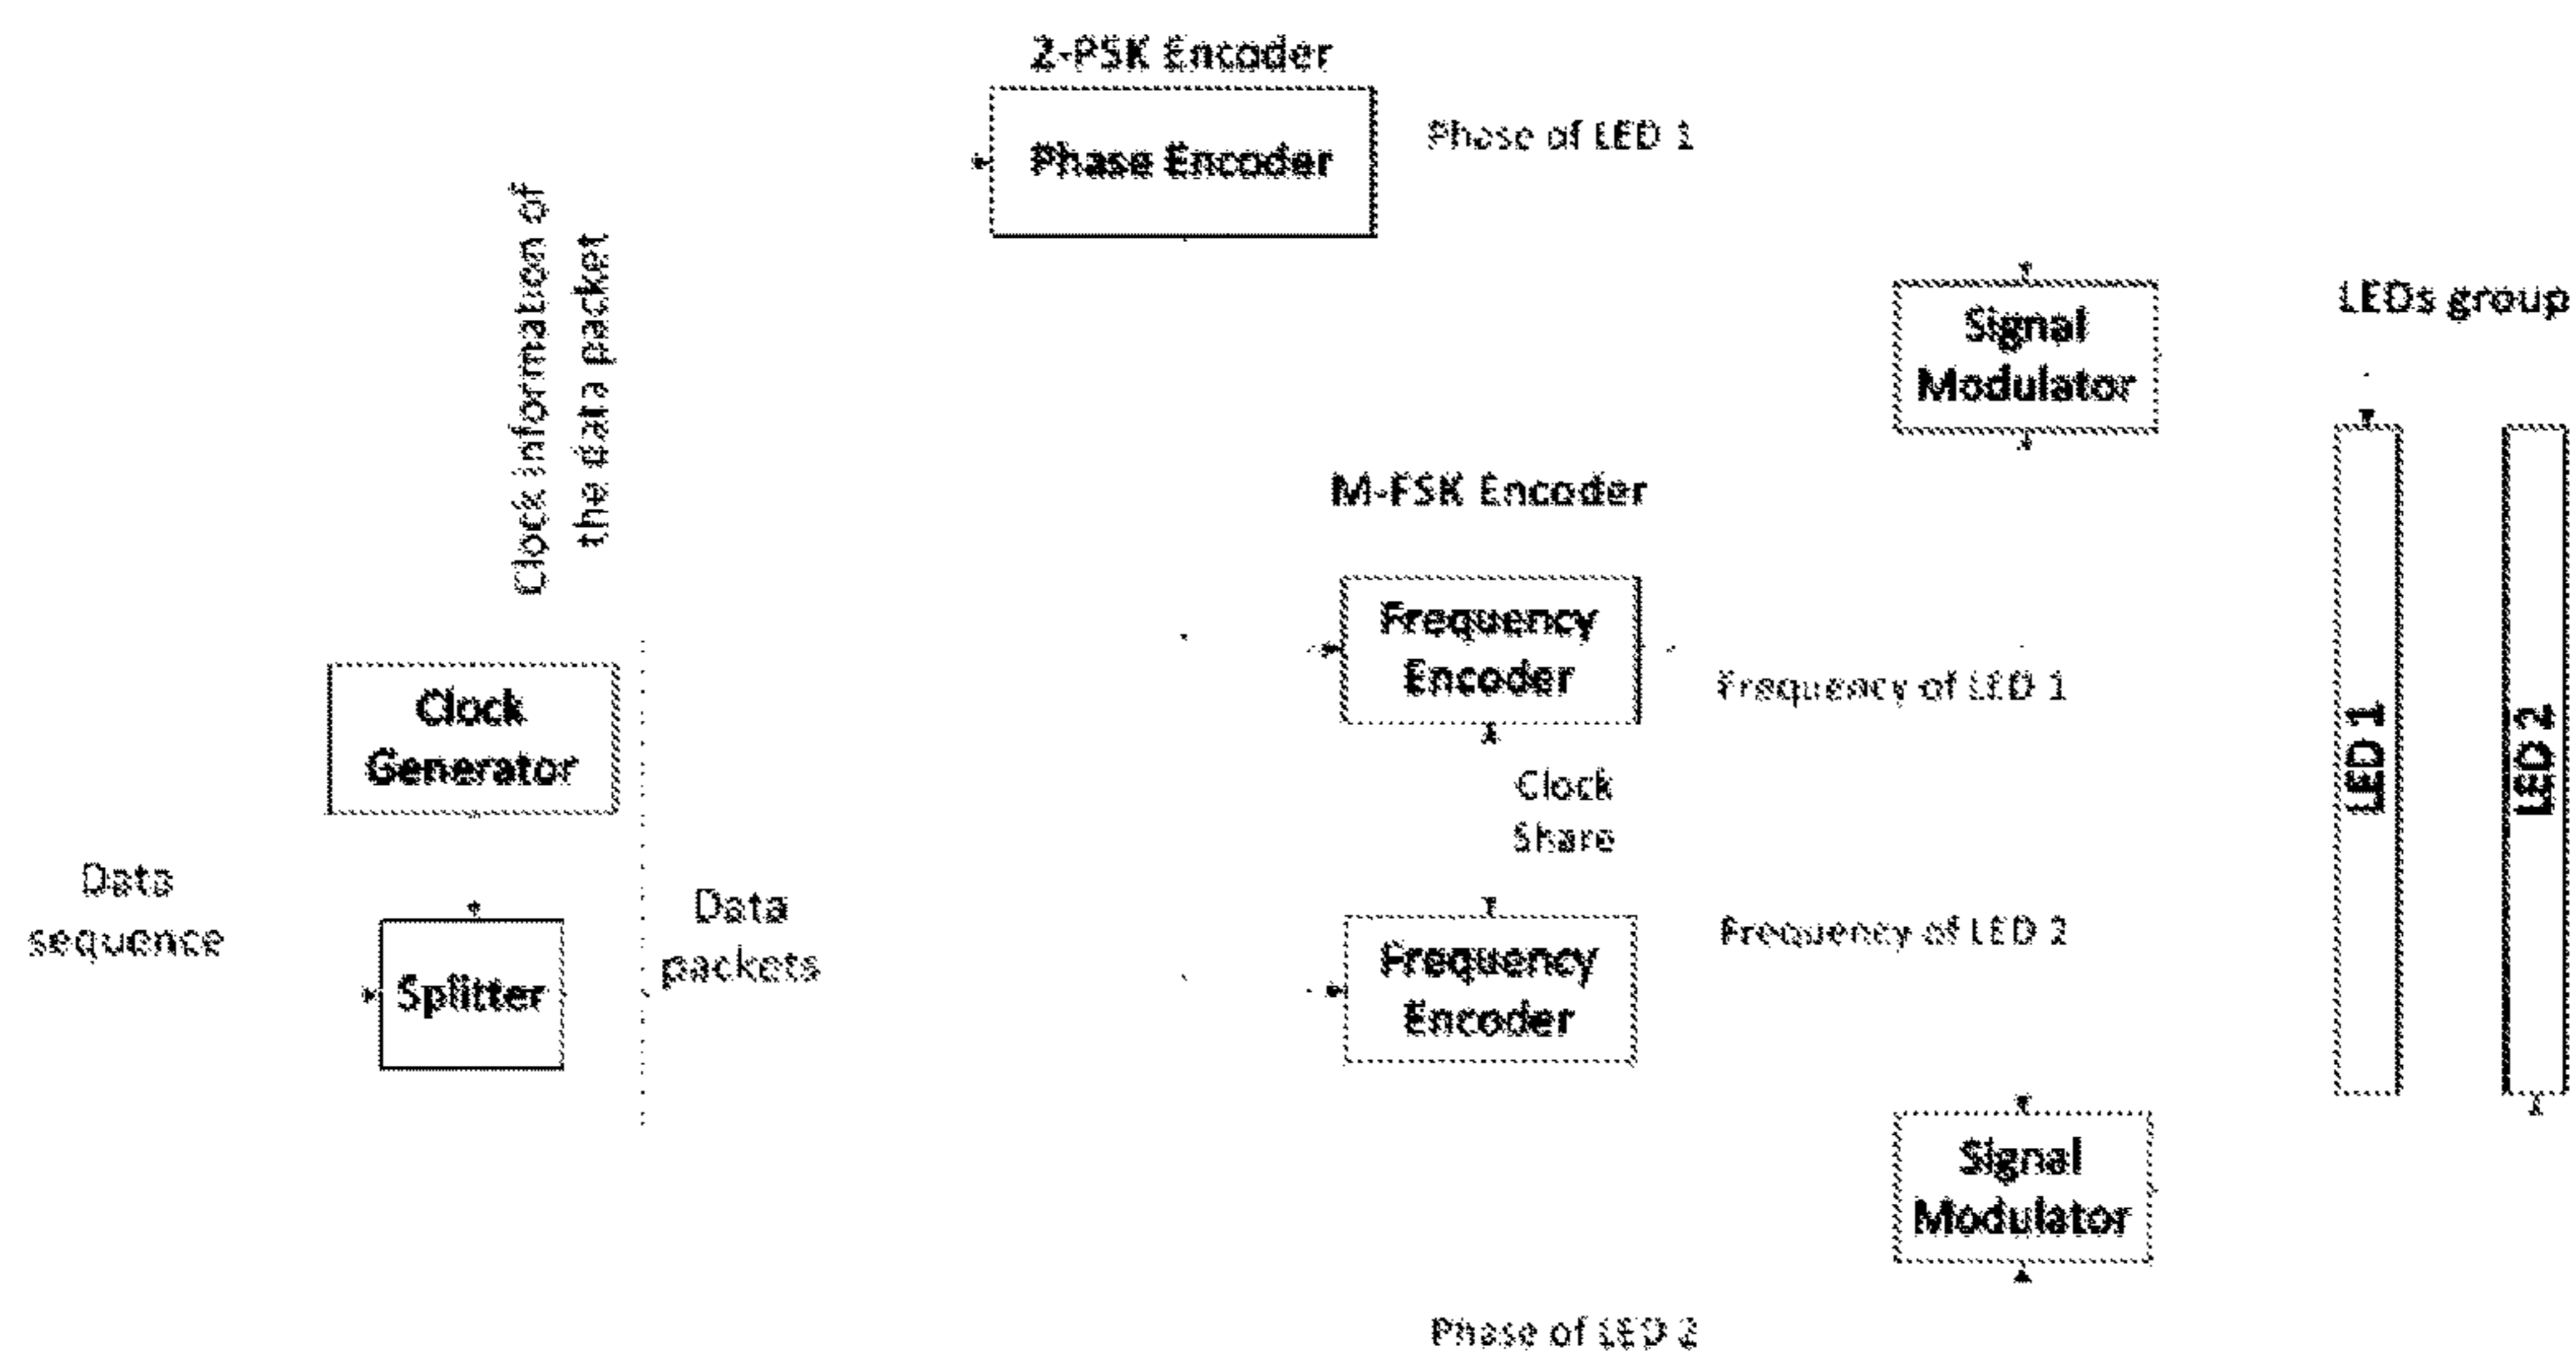 2-PSK Encoder
Phase Encoder
Phase of LED 1
Clock information of
the data packet
Signal
Modulator
LEDs group
M-FSK Encoder
Frequency
Encoder
Frequency of LED 1
Clock
Generator
Clock
Share
LED 1
LED 2
Data
sequence
Splitter
Data
packets
Frequency
Encoder
Frequency of LED 2
Signal
Modulator
Phase of LED 2